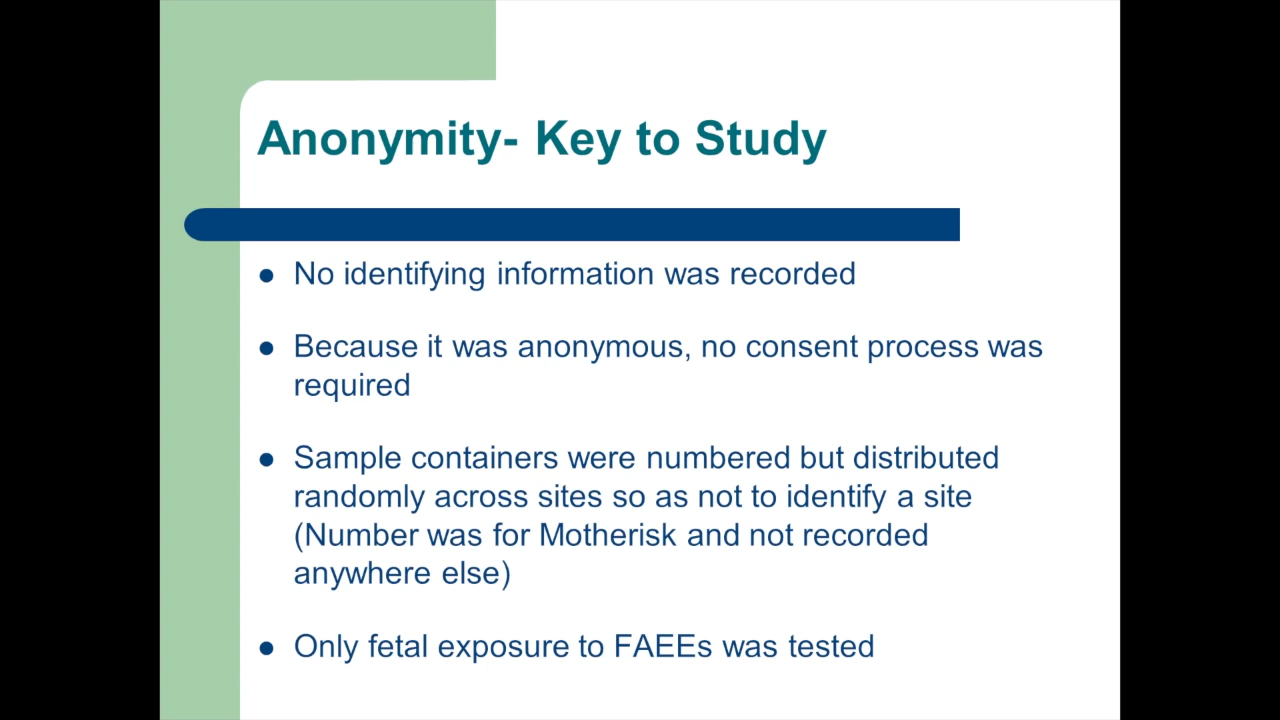 Anonymity- Key to Study
● No identifying information was recorded
● Because it was anonymous, no consent process was
required
● Sample containers were numbered but distributed
randomly across sites so as not to identify a site
(Number was for Motherisk and not recorded
anywhere else)
● Only fetal exposure to FAEEs was tested